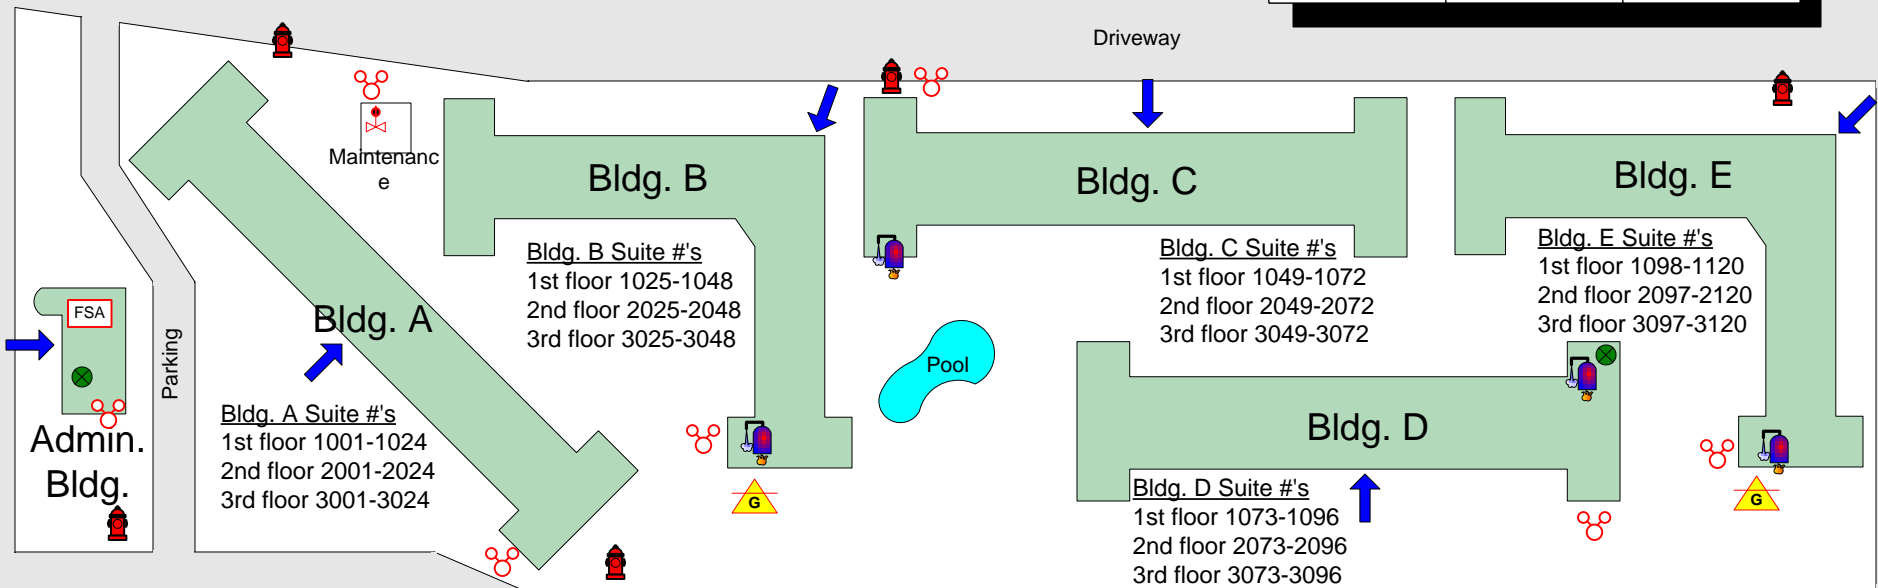 Driveway
Maintenanc
e
Bldg. B
Bldg. C
Bldg. E
Bldg. B Suite #'s
1st floor 1025-1048
2nd floor 2025-2048
3rd floor 3025-3048
Bldg. C Suite #'s
1st floor 1049-1072
2nd floor 2049-2072
3rd floor 3049-3072
Bldg. E Suite #'s
1st floor 1098-1120
2nd floor 2097-2120
3rd floor 3097-3120
FSA
Bldg. A
Parking
Pool
Bldg. A Suite #'s
1st floor 1001-1024
2nd floor 2001-2024
3rd floor 3001-3024
Admin.
Bldg.
Bldg. D
G
G
Bldg. D Suite #'s
1st floor 1073-1096
2nd floor 2073-2096
3rd floor 3073-3096